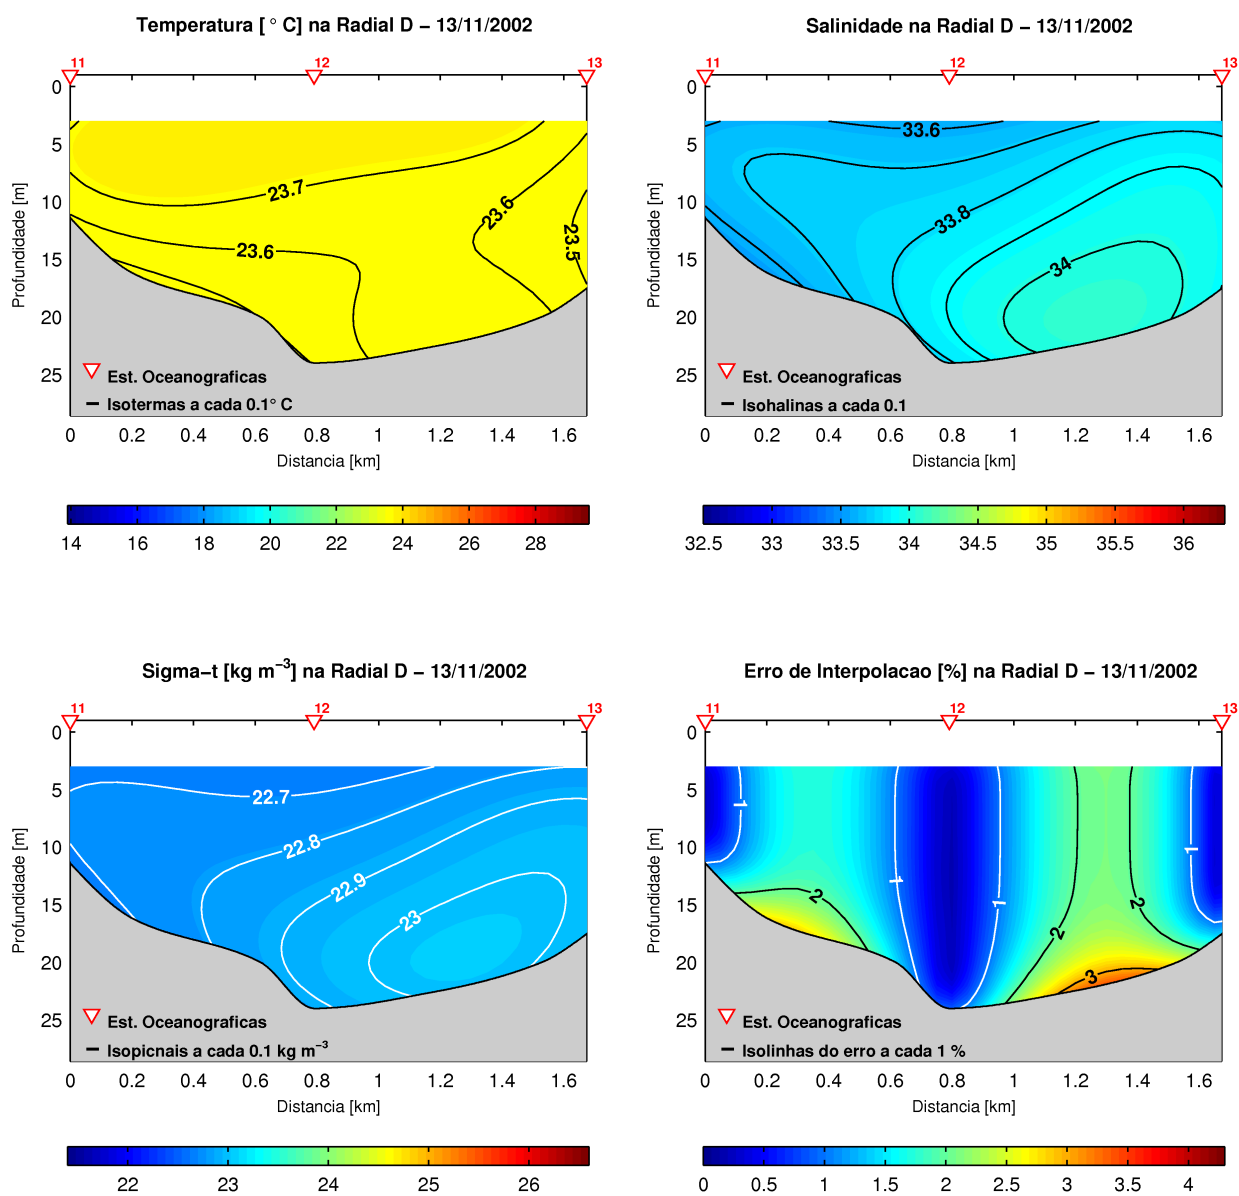 Temperatura [ ° C] na Radial D − 13/11/2002
11 12 13
0
5
10
15
20
25
Profundidade [m]
23.7
23.6
23.6
23.5
Est. Oceanograficas
Isotermas a cada 0.1° C
0 0.2 0.4 0.6 0.8 1 1.2 1.4 1.6
Distancia [km]
14 16 18 20 22 24 26 28
Salinidade na Radial D − 13/11/2002
11 12 13
0
5
10
15
20
25
Profundidade [m]
33.6
33.8
34
Est. Oceanograficas
Isohalinas a cada 0.1
0 0.2 0.4 0.6 0.8 1 1.2 1.4 1.6
Distancia [km]
32.5 33 33.5 34 34.5 35 35.5 36
Sigma−t [kg m⁻³] na Radial D − 13/11/2002
11 12 13
0
5
10
15
20
25
Profundidade [m]
22.7
22.8
22.9
23
Est. Oceanograficas
Isopicnais a cada 0.1 kg m⁻³
0 0.2 0.4 0.6 0.8 1 1.2 1.4 1.6
Distancia [km]
22 23 24 25 26
Erro de Interpolacao [%] na Radial D − 13/11/2002
11 12 13
0
5
10
15
20
25
Profundidade [m]
1
1
1
1
2
2
2
3
Est. Oceanograficas
Isolinhas do erro a cada 1 %
0 0.2 0.4 0.6 0.8 1 1.2 1.4 1.6
Distancia [km]
0 0.5 1 1.5 2 2.5 3 3.5 4